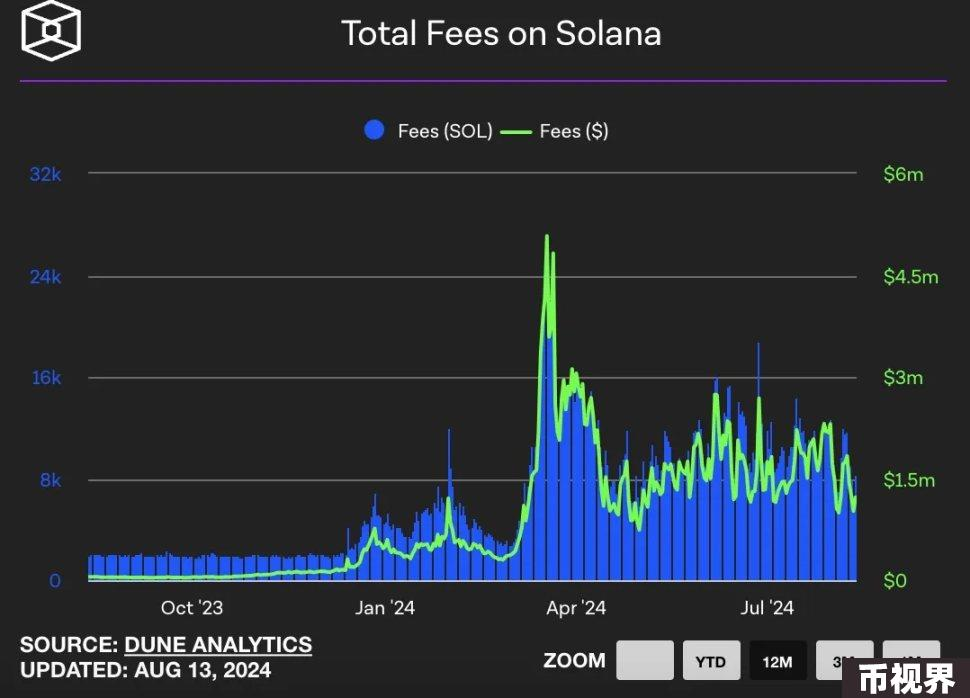 Total Fees on Solana
Fees (SOL) Fees ($)
32k $6m
24k $4.5m
16k $3m
8k $1.5m
0 $0
Oct '23 Jan '24 Apr '24 Jul '24
SOURCE: DUNE ANALYTICS
UPDATED: AUG 13, 2024
ZOOM YTD 12M
币视界